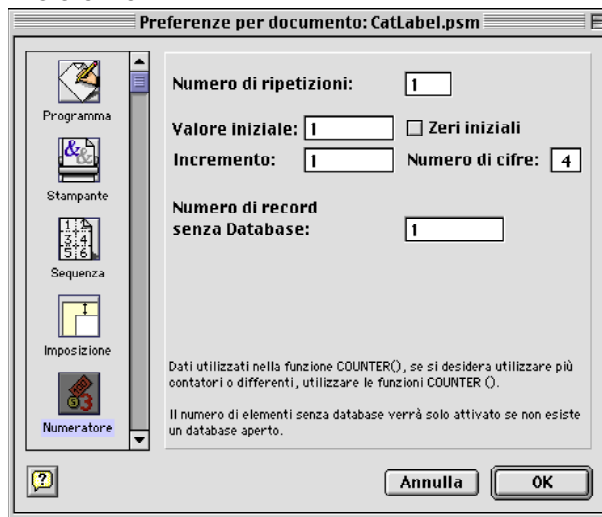 Preferenze per documento: CatLabel.psm
Programma
Stampante
Sequenza
Imposizione
Numeratore
Numero di ripetizioni: 1
Valore iniziale: 1 Zeri iniziali
Incremento: 1 Numero di cifre: 4
Numero di record
senza Database: 1
Dati utilizzati nella funzione COUNTER(), se si desidera utilizzare più
contatori o differenti, utilizzare le funzioni COUNTER ().
Il numero di elementi senza database verrà solo attivato se non esiste
un database aperto.
Annulla OK